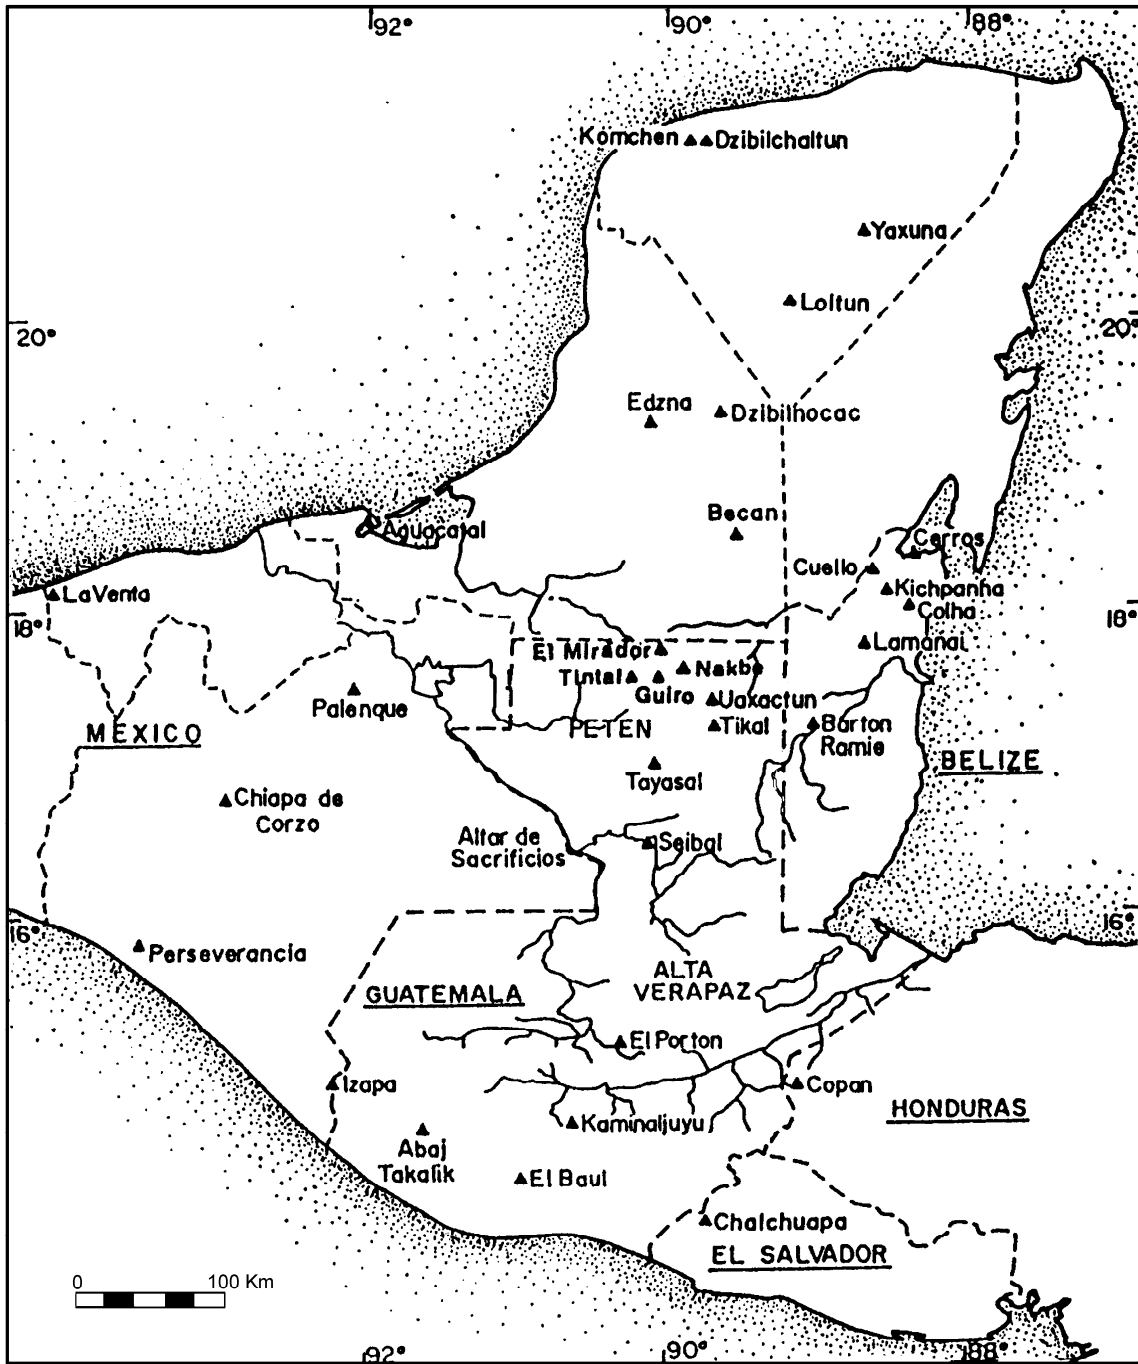 92°
90°
88°
Komchen
Dzibilchaltun
Yaxuna
Loltun
20°
20°
Edzna
Dzibilnocac
Becan
Aguacatal
Cerros
Cuello
Kichpanha
Colha
La Venta
18°
18°
Lamanai
El Mirador
Nakbe
Tintal
Guiro
Uaxactun
Palenque
PETEN
Tikal
Barton
Ramie
MEXICO
BELIZE
Tayasal
Chiapa de
Corzo
Altar de
Sacrificios
Seibal
16°
16°
Perseverancia
ALTA
VERAPAZ
GUATEMALA
El Porton
Izapa
Copan
HONDURAS
Kaminaljuyu
Abaj
Takalik
El Baul
Chalchuapa
EL SALVADOR
0
100 Km
92°
90°
88°